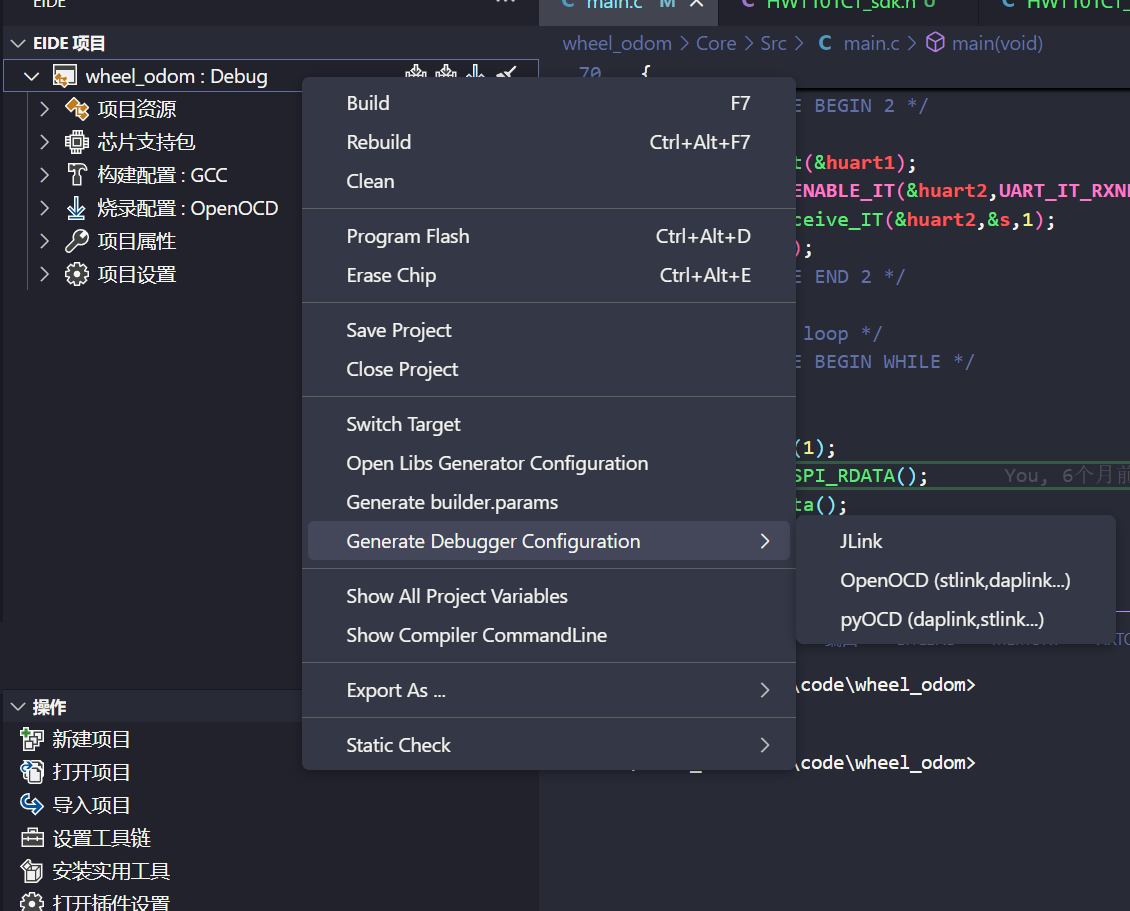 EIDE
main.c M
HWT101CT_sdk.h U
EIDE 项目
wheel_odom > Core > Src > C main.c > main(void)
wheel_odom : Debug
70 {
项目资源
芯片支持包
构建配置 : GCC
烧录配置 : OpenOCD
项目属性
项目设置
Build F7
Rebuild Ctrl+Alt+F7
Clean
Program Flash Ctrl+Alt+D
Erase Chip Ctrl+Alt+E
Save Project
Close Project
Switch Target
Open Libs Generator Configuration
Generate builder.params
Generate Debugger Configuration
Show All Project Variables
Show Compiler CommandLine
Export As ...
Static Check
JLink
OpenOCD (stlink,daplink...)
pyOCD (daplink,stlink...)
BEGIN 2 */
t(&huart1);
ENABLE_IT(&huart2,UART_IT_RXN
ceive_IT(&huart2,&s,1);
);
END 2 */
loop */
BEGIN WHILE */
(1);
SPI_RDATA(); You, 6个月前
ta();
\code\wheel_odom>
\code\wheel_odom>
操作
新建项目
打开项目
导入项目
设置工具链
安装实用工具
打开插件设置